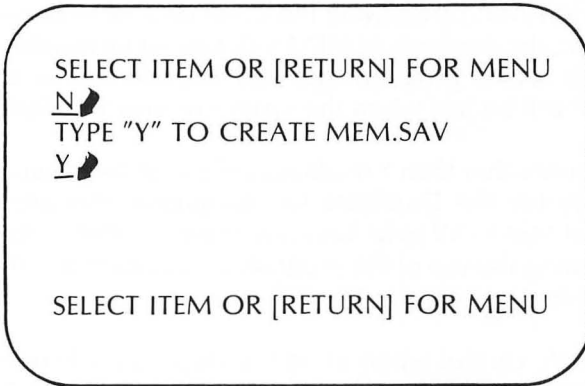 SELECT ITEM OR [RETURN] FOR MENU
N
TYPE "Y" TO CREATE MEM.SAV
Y
SELECT ITEM OR [RETURN] FOR MENU